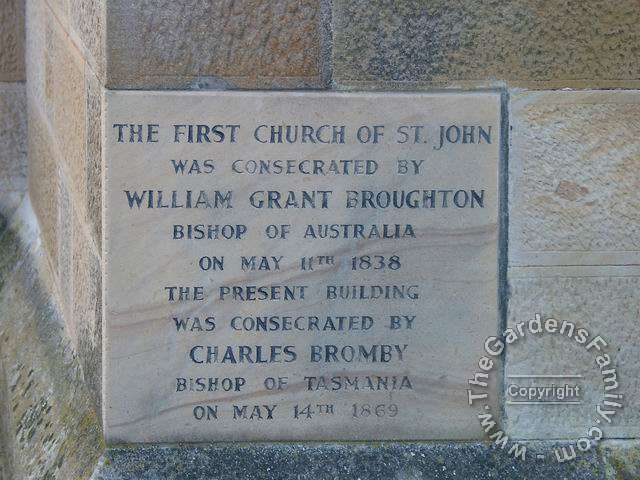 THE FIRST CHURCH OF ST. JOHN
WAS CONSECRATED BY
WILLIAM GRANT BROUGHTON
BISHOP OF AUSTRALIA
ON MAY 11TH 1838
THE PRESENT BUILDING
WAS CONSECRATED BY
CHARLES BROMBY
BISHOP OF TASMANIA
ON MAY 14TH 1869
www.TheGardensFamily.com
Copyright